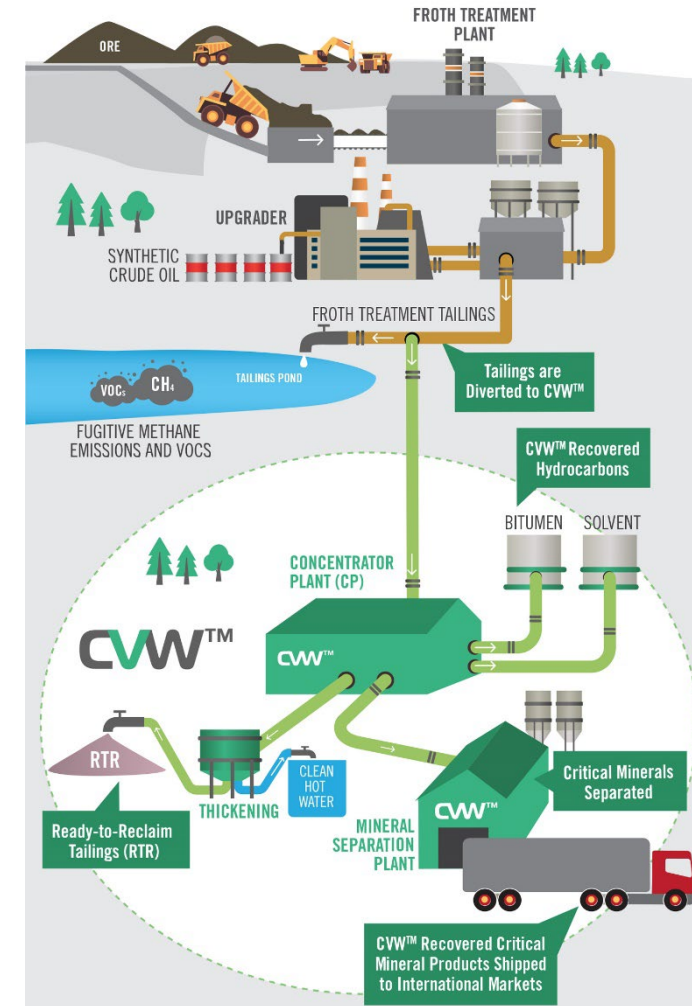 FROTH TREATMENT
PLANT
ORE
UPGRADER
SYNTHETIC
CRUDE OIL
FROTH TREATMENT TAILINGS
TAILINGS POND
Tailings are
Diverted to CVW™
VOCs
CH₄
FUGITIVE METHANE
EMISSIONS AND VOCS
CVW™ Recovered
Hydrocarbons
BITUMEN
SOLVENT
CONCENTRATOR
PLANT (CP)
CVW™
CVW™
RTR
CLEAN
HOT
WATER
THICKENING
Ready-to-Reclaim
Tailings (RTR)
Critical Minerals
Separated
CVW™
MINERAL
SEPARATION
PLANT
CVW™ Recovered Critical
Mineral Products Shipped
to International Markets